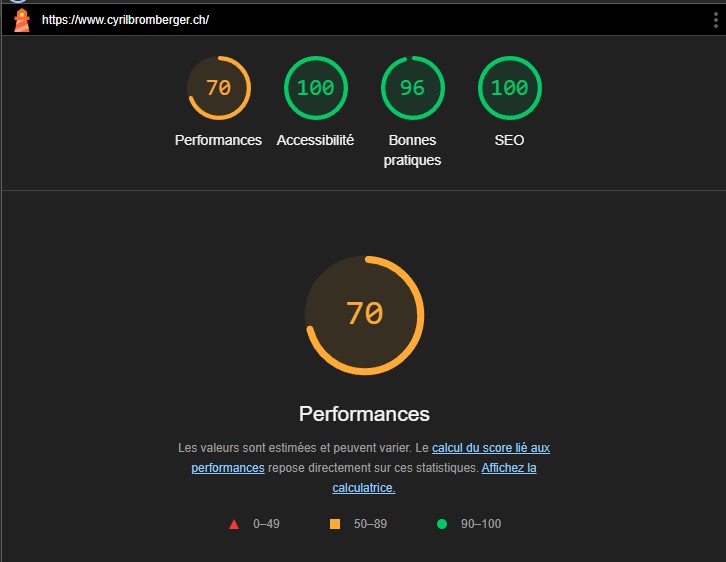 https://www.cyrilbromberger.ch/
70
100
96
100
Performances
Accessibilité
Bonnes
pratiques
SEO
70
Performances
Les valeurs sont estimées et peuvent varier. Le calcul du score lié aux
performances repose directement sur ces statistiques. Affichez la
calculatrice.
0–49
50–89
90–100